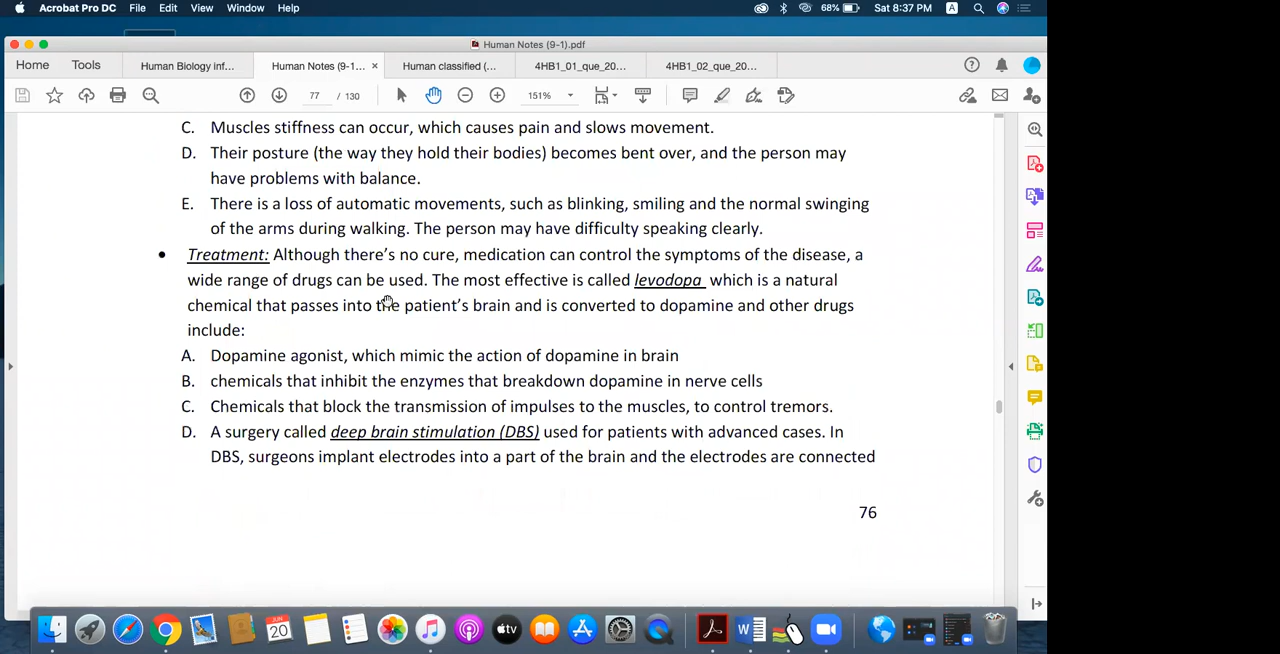 Acrobat Pro DC File Edit View Window Help 68% Sat 8:37 PM A
Human Notes (9-1).pdf
Home Tools Human Biology inf... Human Notes (9-1... × Human classified (... 4HB1_01_que_20... 4HB1_02_que_20...
77 / 130 151%
C. Muscles stiffness can occur, which causes pain and slows movement.
D. Their posture (the way they hold their bodies) becomes bent over, and the person may
have problems with balance.
E. There is a loss of automatic movements, such as blinking, smiling and the normal swinging
of the arms during walking. The person may have difficulty speaking clearly.
• Treatment: Although there's no cure, medication can control the symptoms of the disease, a
wide range of drugs can be used. The most effective is called levodopa which is a natural
chemical that passes into the patient's brain and is converted to dopamine and other drugs
include:
A. Dopamine agonist, which mimic the action of dopamine in brain
B. chemicals that inhibit the enzymes that breakdown dopamine in nerve cells
C. Chemicals that block the transmission of impulses to the muscles, to control tremors.
D. A surgery called deep brain stimulation (DBS) used for patients with advanced cases. In
DBS, surgeons implant electrodes into a part of the brain and the electrodes are connected
76
JUN
20
tv
W